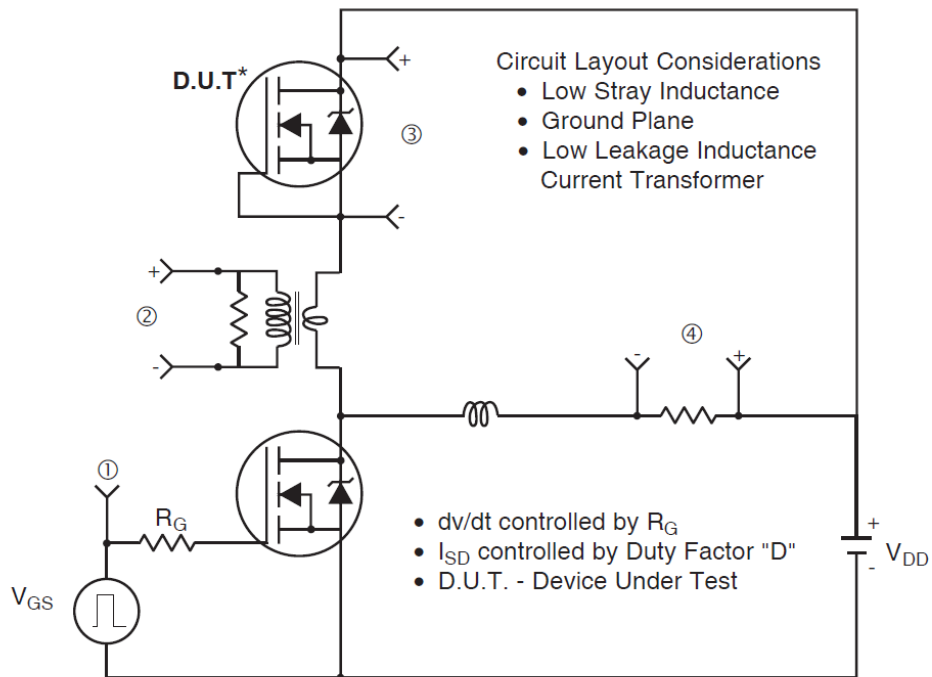 D.U.T*
+
-
③
Circuit Layout Considerations
• Low Stray Inductance
• Ground Plane
• Low Leakage Inductance
Current Transformer
+
②
-
④
-
+
①
RG
VGS
• dv/dt controlled by RG
• ISD controlled by Duty Factor "D"
• D.U.T. - Device Under Test
+
-
VDD